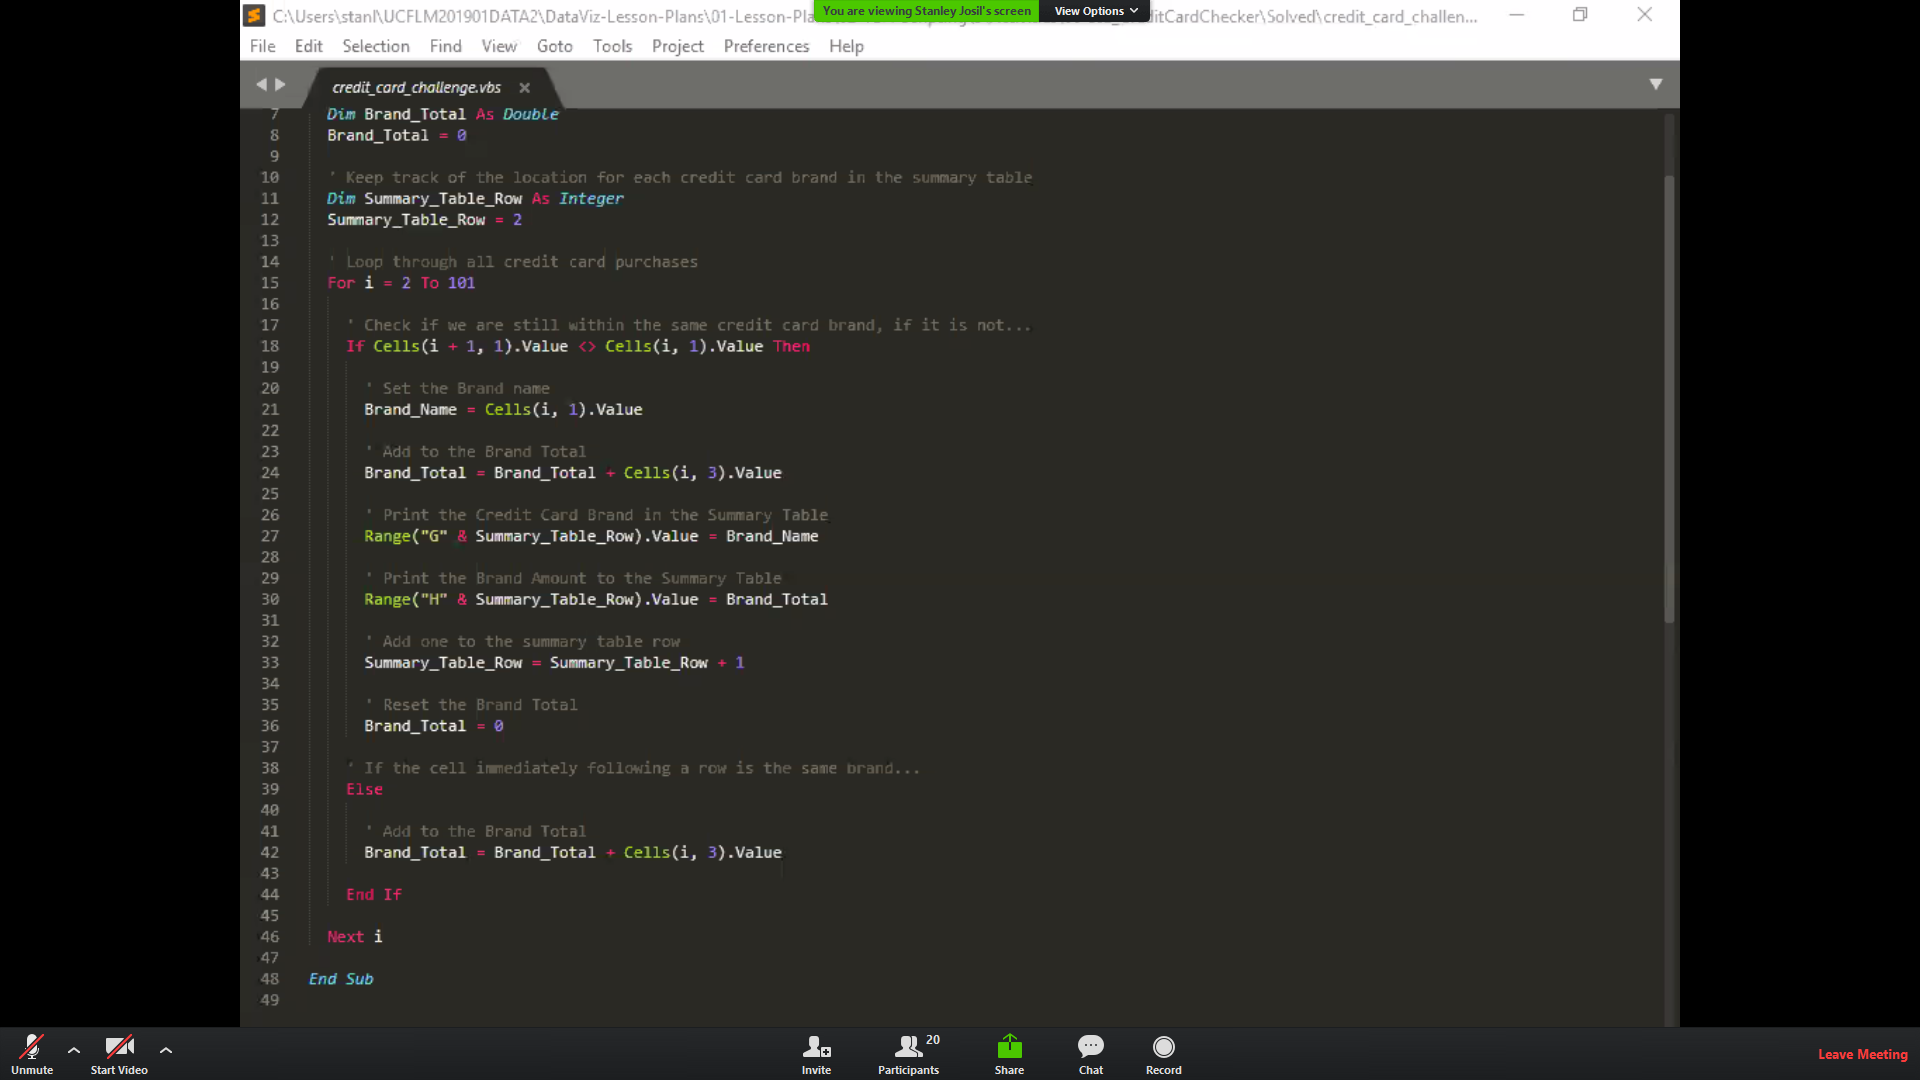 C:\Users\stanl\UCFLM201901DATA2\DataViz-Lesson-Plans\01-Lesson-Pla
You are viewing Stanley Josil's screen
View Options
ditCardChecker\Solved\credit_card_challen...
File Edit Selection Find View Goto Tools Project Preferences Help
credit_card_challenge.vbs
7 Dim Brand_Total As Double
8 Brand_Total = 0
9
10 ' Keep track of the location for each credit card brand in the summary table
11 Dim Summary_Table_Row As Integer
12 Summary_Table_Row = 2
13
14 ' Loop through all credit card purchases
15 For i = 2 To 101
16
17 ' Check if we are still within the same credit card brand, if it is not...
18 If Cells(i + 1, 1).Value <> Cells(i, 1).Value Then
19
20 ' Set the Brand name
21 Brand_Name = Cells(i, 1).Value
22
23 ' Add to the Brand Total
24 Brand_Total = Brand_Total + Cells(i, 3).Value
25
26 ' Print the Credit Card Brand in the Summary Table
27 Range("G" & Summary_Table_Row).Value = Brand_Name
28
29 ' Print the Brand Amount to the Summary Table
30 Range("H" & Summary_Table_Row).Value = Brand_Total
31
32 ' Add one to the summary table row
33 Summary_Table_Row = Summary_Table_Row + 1
34
35 ' Reset the Brand Total
36 Brand_Total = 0
37
38 ' If the cell immediately following a row is the same brand...
39 Else
40
41 ' Add to the Brand Total
42 Brand_Total = Brand_Total + Cells(i, 3).Value
43
44 End If
45
46 Next i
47
48 End Sub
49
Unmute
Start Video
Invite
Participants 20
Share
Chat
Record
Leave Meeting